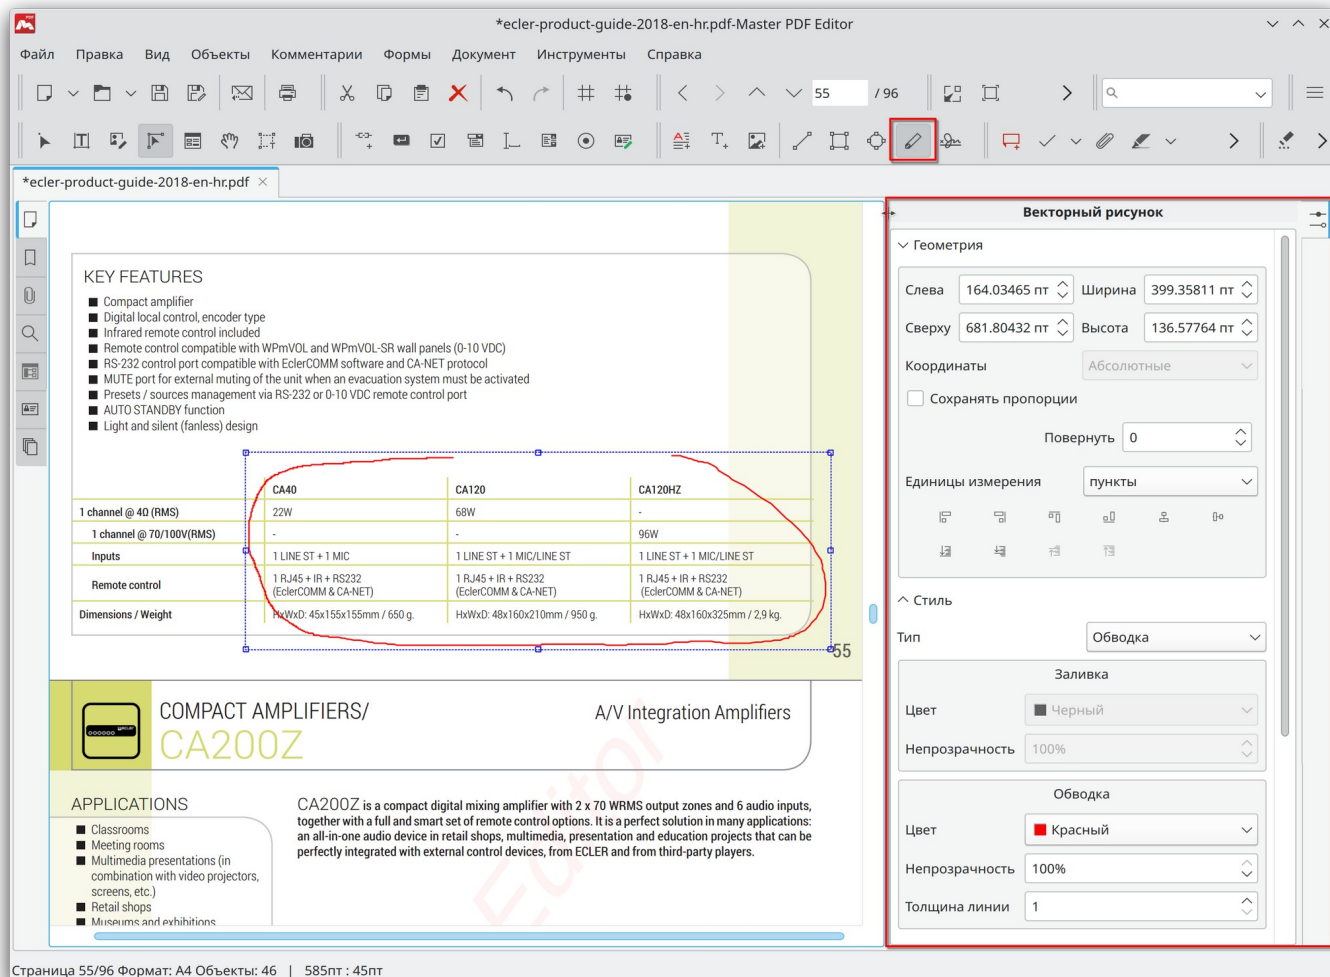 *ecler-product-guide-2018-en-hr.pdf-Master PDF Editor
Файл Правка Вид Объекты Комментарии Формы Документ Инструменты Справка
55 / 96
*ecler-product-guide-2018-en-hr.pdf
KEY FEATURES
Compact amplifier
Digital local control, encoder type
Infrared remote control included
Remote control compatible with WPmVOL and WPmVOL-SR wall panels (0-10 VDC)
RS-232 control port compatible with EclerCOMM software and CA-NET protocol
MUTE port for external muting of the unit when an evacuation system must be activated
Presets / sources management via RS-232 or 0-10 VDC remote control port
AUTO STANDBY function
Light and silent (fanless) design
CA40 CA120 CA120HZ
1 channel @ 4Ω (RMS) 22W 68W -
1 channel @ 70/100V(RMS) - - 96W
Inputs 1 LINE ST + 1 MIC 1 LINE ST + 1 MIC/LINE ST 1 LINE ST + 1 MIC/LINE ST
Remote control 1 RJ45 + IR + RS232 (EclerCOMM & CA-NET) 1 RJ45 + IR + RS232 (EclerCOMM & CA-NET) 1 RJ45 + IR + RS232 (EclerCOMM & CA-NET)
Dimensions / Weight HxWxD: 45x155x155mm / 650 g. HxWxD: 48x160x210mm / 950 g. HxWxD: 48x160x325mm / 2,9 kg.
55
COMPACT AMPLIFIERS/
CA200Z
A/V Integration Amplifiers
APPLICATIONS
Classrooms
Meeting rooms
Multimedia presentations (in
combination with video projectors,
screens, etc.)
Retail shops
Museums and exhibitions
CA200Z is a compact digital mixing amplifier with 2 x 70 WRMS output zones and 6 audio inputs,
together with a full and smart set of remote control options. It is a perfect solution in many applications:
an all-in-one audio device in retail shops, multimedia, presentation and education projects that can be
perfectly integrated with external control devices, from ECLER and from third-party players.
Editor
Векторный рисунок
Геометрия
Слева 164.03465 пт Ширина 399.35811 пт
Сверху 681.80432 пт Высота 136.57764 пт
Координаты Абсолютные
Сохранять пропорции
Повернуть 0
Единицы измерения пункты
Стиль
Тип Обводка
Заливка
Цвет Черный
Непрозрачность 100%
Обводка
Цвет Красный
Непрозрачность 100%
Толщина линии 1
Страница 55/96 Формат: A4 Объекты: 46 | 585пт : 45пт